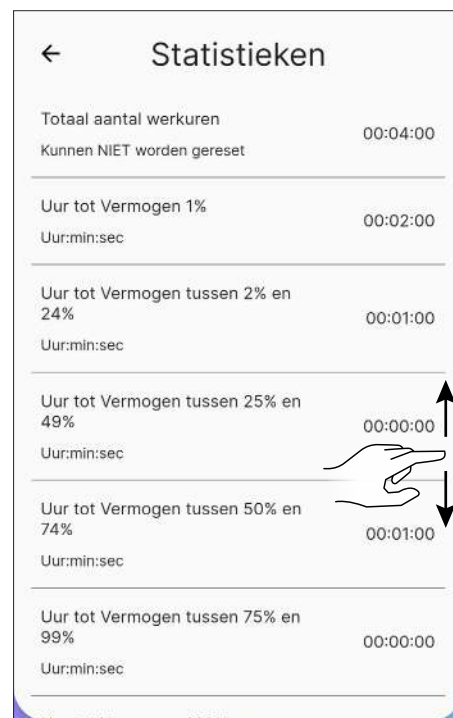 Statistieken
Totaal aantal werkuren
00:04:00
Kunnen NIET worden gereset
Uur tot Vermogen 1%
00:02:00
Uur:min:sec
Uur tot Vermogen tussen 2% en
24%
00:01:00
Uur:min:sec
Uur tot Vermogen tussen 25% en
49%
00:00:00
Uur:min:sec
Uur tot Vermogen tussen 50% en
74%
00:01:00
Uur:min:sec
Uur tot Vermogen tussen 75% en
99%
00:00:00
Uur:min:sec